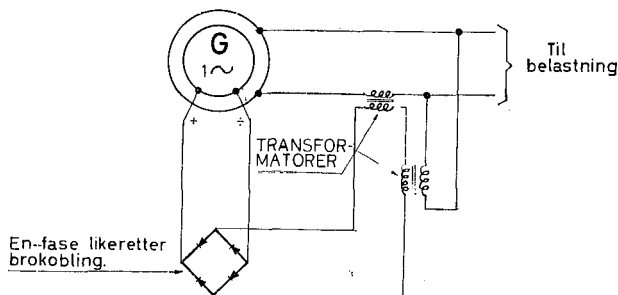 G
1~
Til
belastning
+
÷
TRANSFOR-
MATORER
En-fase likeretter
brokobling.